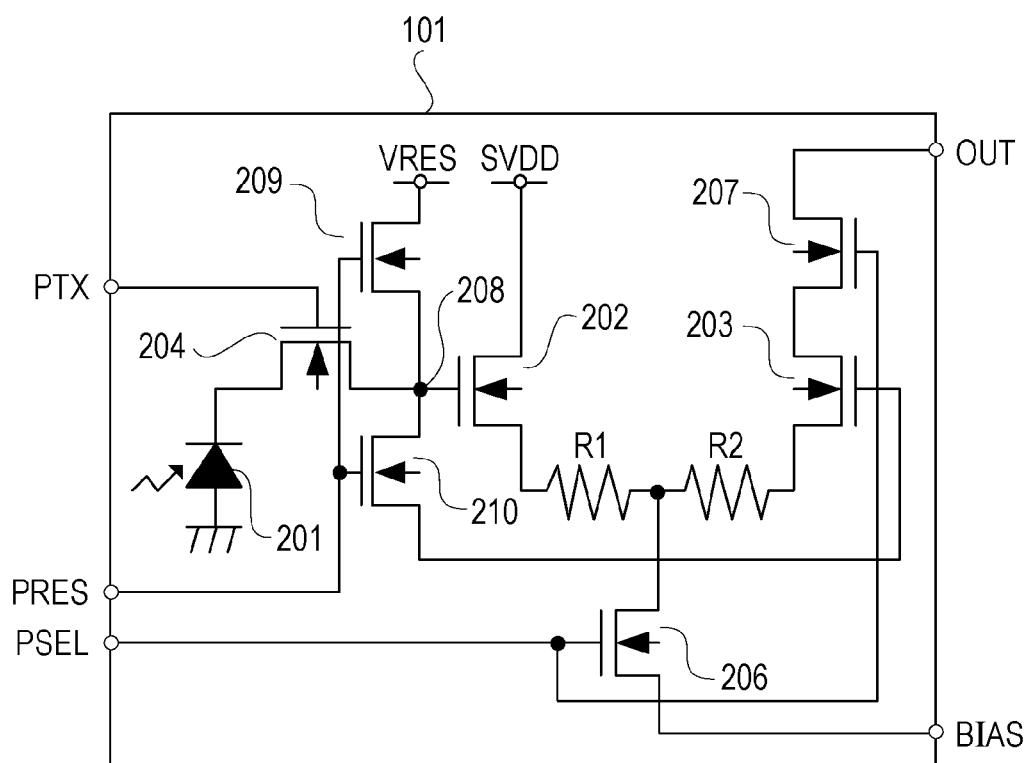 101
VRES SVDD
OUT
209
207
PTX
208
202
203
204
R1 R2
201
210
PRES
PSEL
206
BIAS